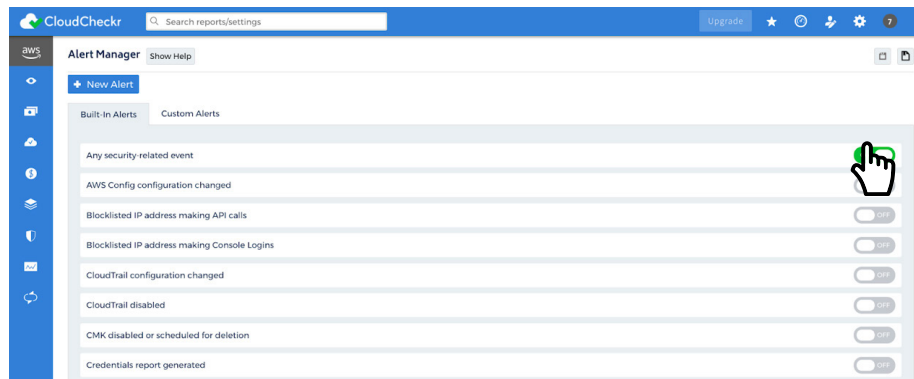 CloudCheckr
Search reports/settings
Upgrade
7
aws
Alert Manager
Show Help
+ New Alert
Built-In Alerts
Custom Alerts
Any security-related event
AWS Config configuration changed
Blocklisted IP address making API calls
OFF
Blocklisted IP address making Console Logins
OFF
CloudTrail configuration changed
OFF
CloudTrail disabled
OFF
CMK disabled or scheduled for deletion
OFF
Credentials report generated
OFF